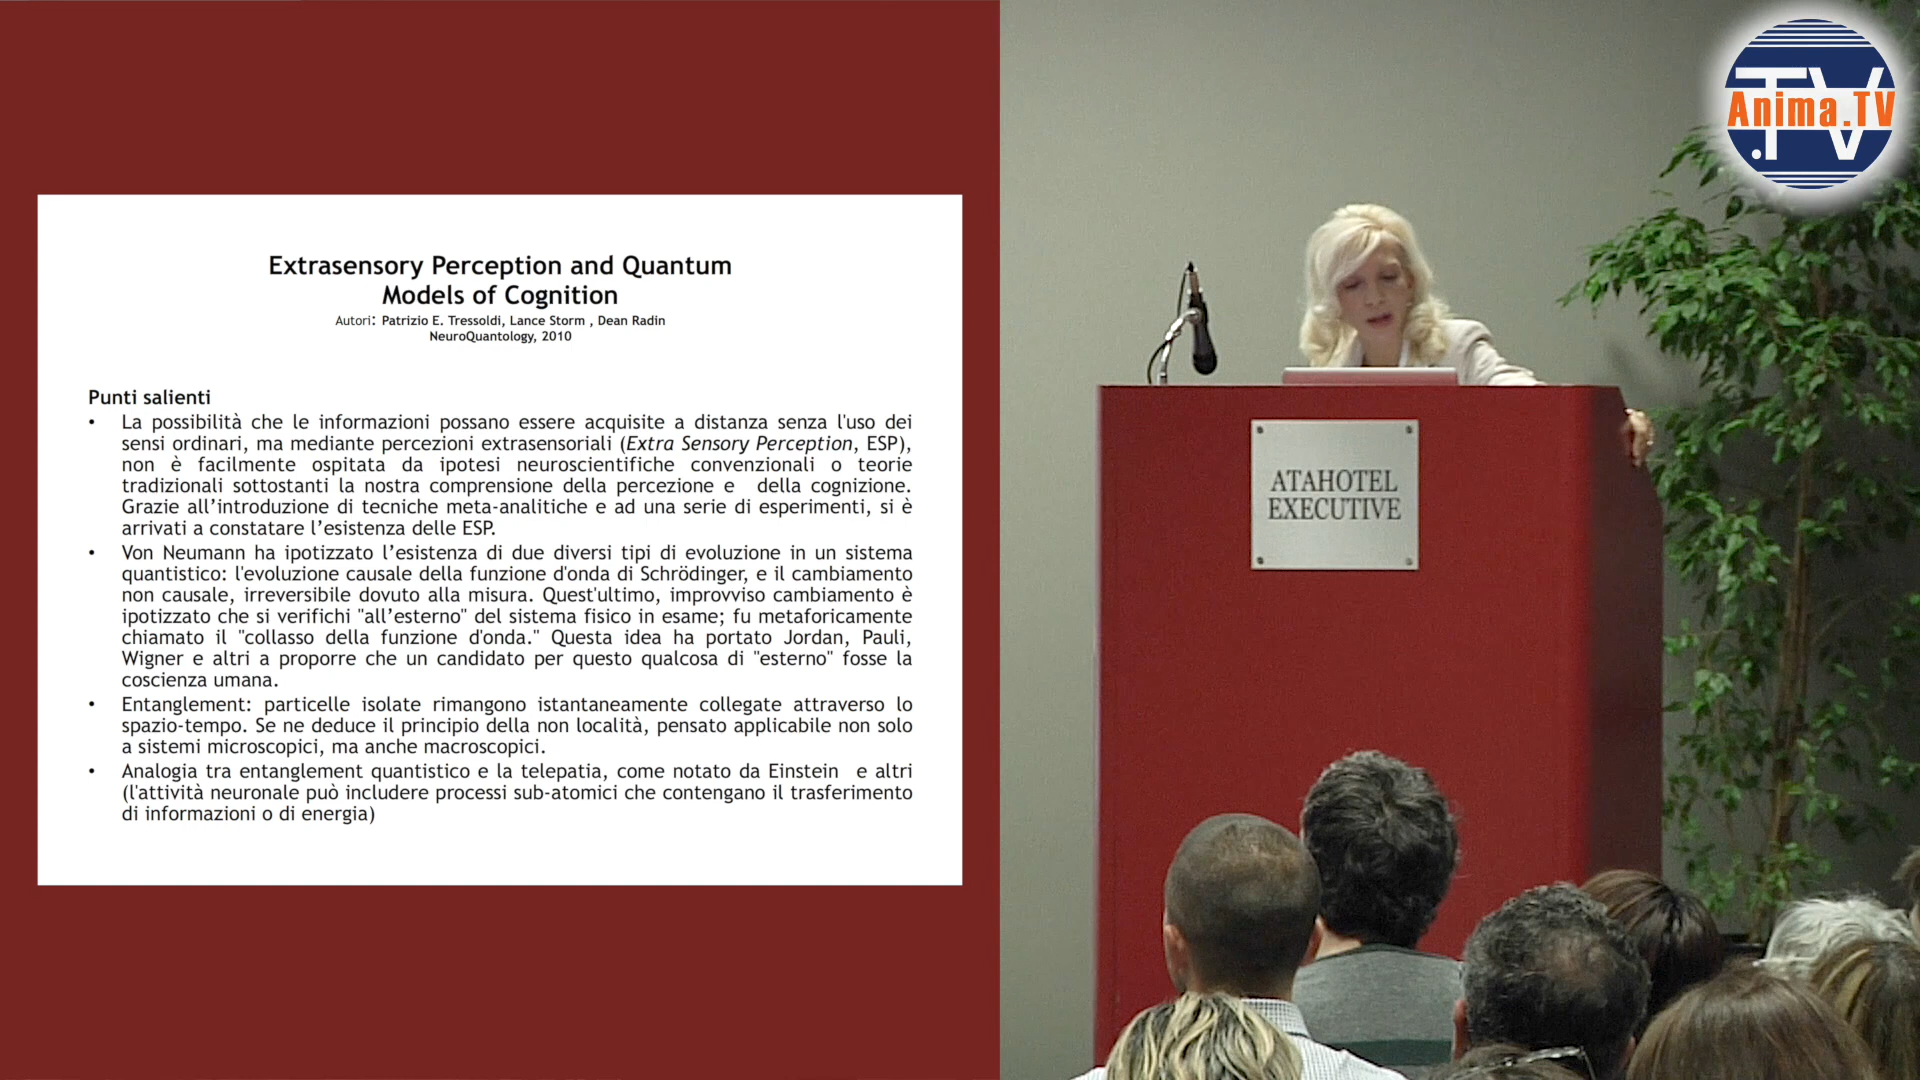 Extrasensory Perception and Quantum
Models of Cognition
Autori: Patrizio E. Tressoldi, Lance Storm , Dean Radin
NeuroQuantology, 2010
Punti salienti
• La possibilità che le informazioni possano essere acquisite a distanza senza l'uso dei
sensi ordinari, ma mediante percezioni extrasensoriali (Extra Sensory Perception, ESP),
non è facilmente ospitata da ipotesi neuroscientifiche convenzionali o teorie
tradizionali sottostanti la nostra comprensione della percezione e della cognizione.
Grazie all’introduzione di tecniche meta-analitiche e ad una serie di esperimenti, si è
arrivati a constatare l’esistenza delle ESP.
• Von Neumann ha ipotizzato l’esistenza di due diversi tipi di evoluzione in un sistema
quantistico: l'evoluzione causale della funzione d'onda di Schrödinger, e il cambiamento
non causale, irreversibile dovuto alla misura. Quest'ultimo, improvviso cambiamento è
ipotizzato che si verifichi "all’esterno" del sistema fisico in esame; fu metaforicamente
chiamato il "collasso della funzione d'onda." Questa idea ha portato Jordan, Pauli,
Wigner e altri a proporre che un candidato per questo qualcosa di "esterno" fosse la
coscienza umana.
• Entanglement: particelle isolate rimangono istantaneamente collegate attraverso lo
spazio-tempo. Se ne deduce il principio della non località, pensato applicabile non solo
a sistemi microscopici, ma anche macroscopici.
• Analogia tra entanglement quantistico e la telepatia, come notato da Einstein e altri
(l'attività neuronale può includere processi sub-atomici che contengano il trasferimento
di informazioni o di energia)
ATAHOTEL
EXECUTIVE
.TV
Anima.TV